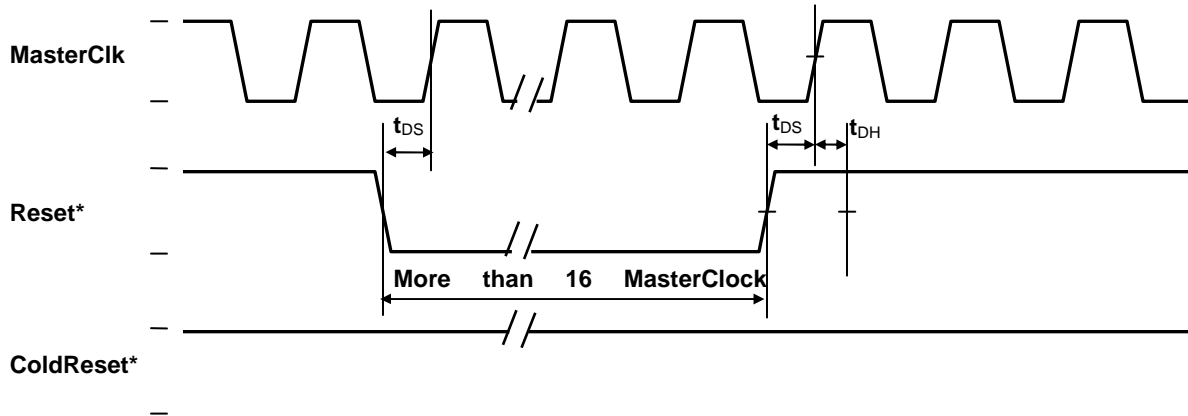 MasterClk
tDS
tDS
tDH
Reset*
More than 16 MasterClock
ColdReset*